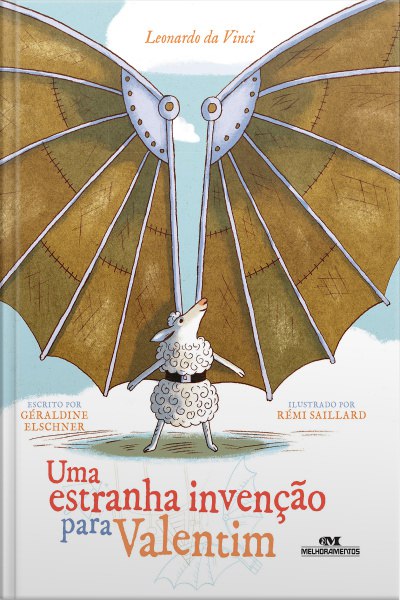 Leonardo da Vinci
ESCRITO POR
GÉRALDINE
ELSCHNER
ILUSTRADO POR
RÉMI SAILLARD
Uma
estranha invenção
para Valentim
MELHORAMENTOS